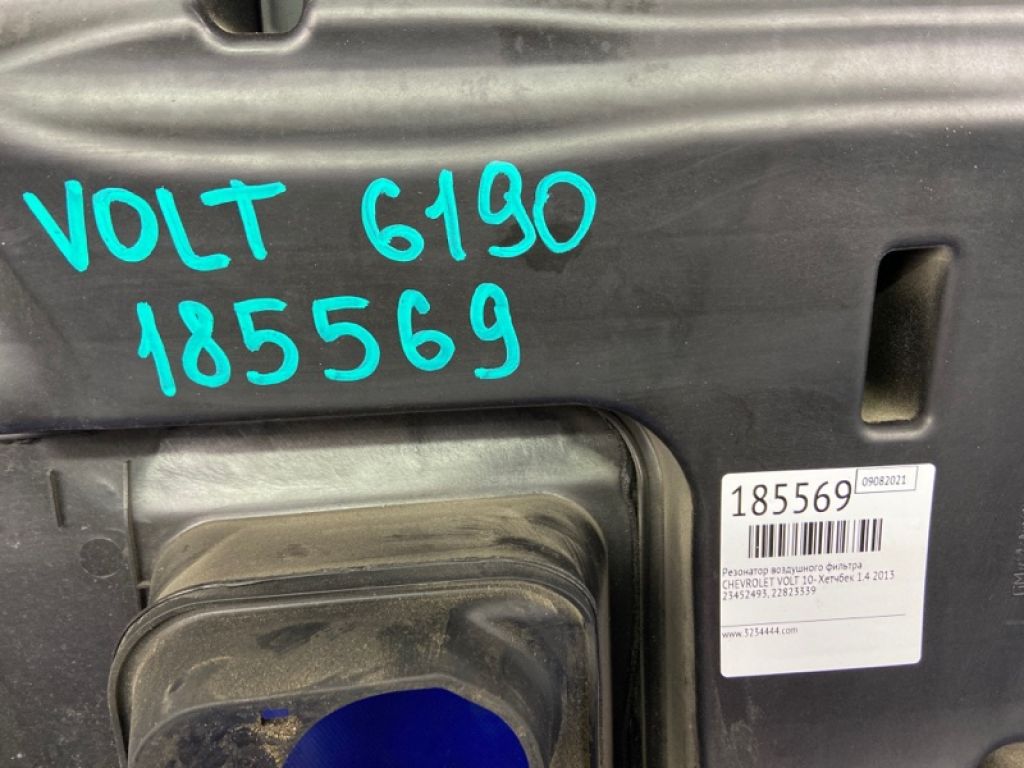 VOLT 6190
185569
185569
09082021
Резонатор воздушного фильтра
CHEVROLET VOLT 10- Хетчбек 1.4 2013
23452493, 22823339
www.3234444.com